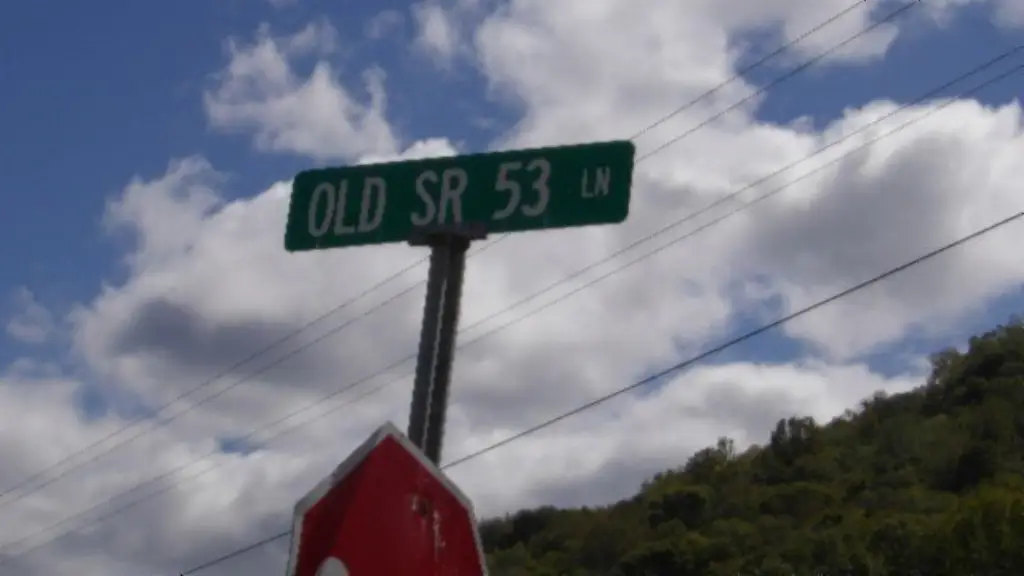 OLD SR 53 LN